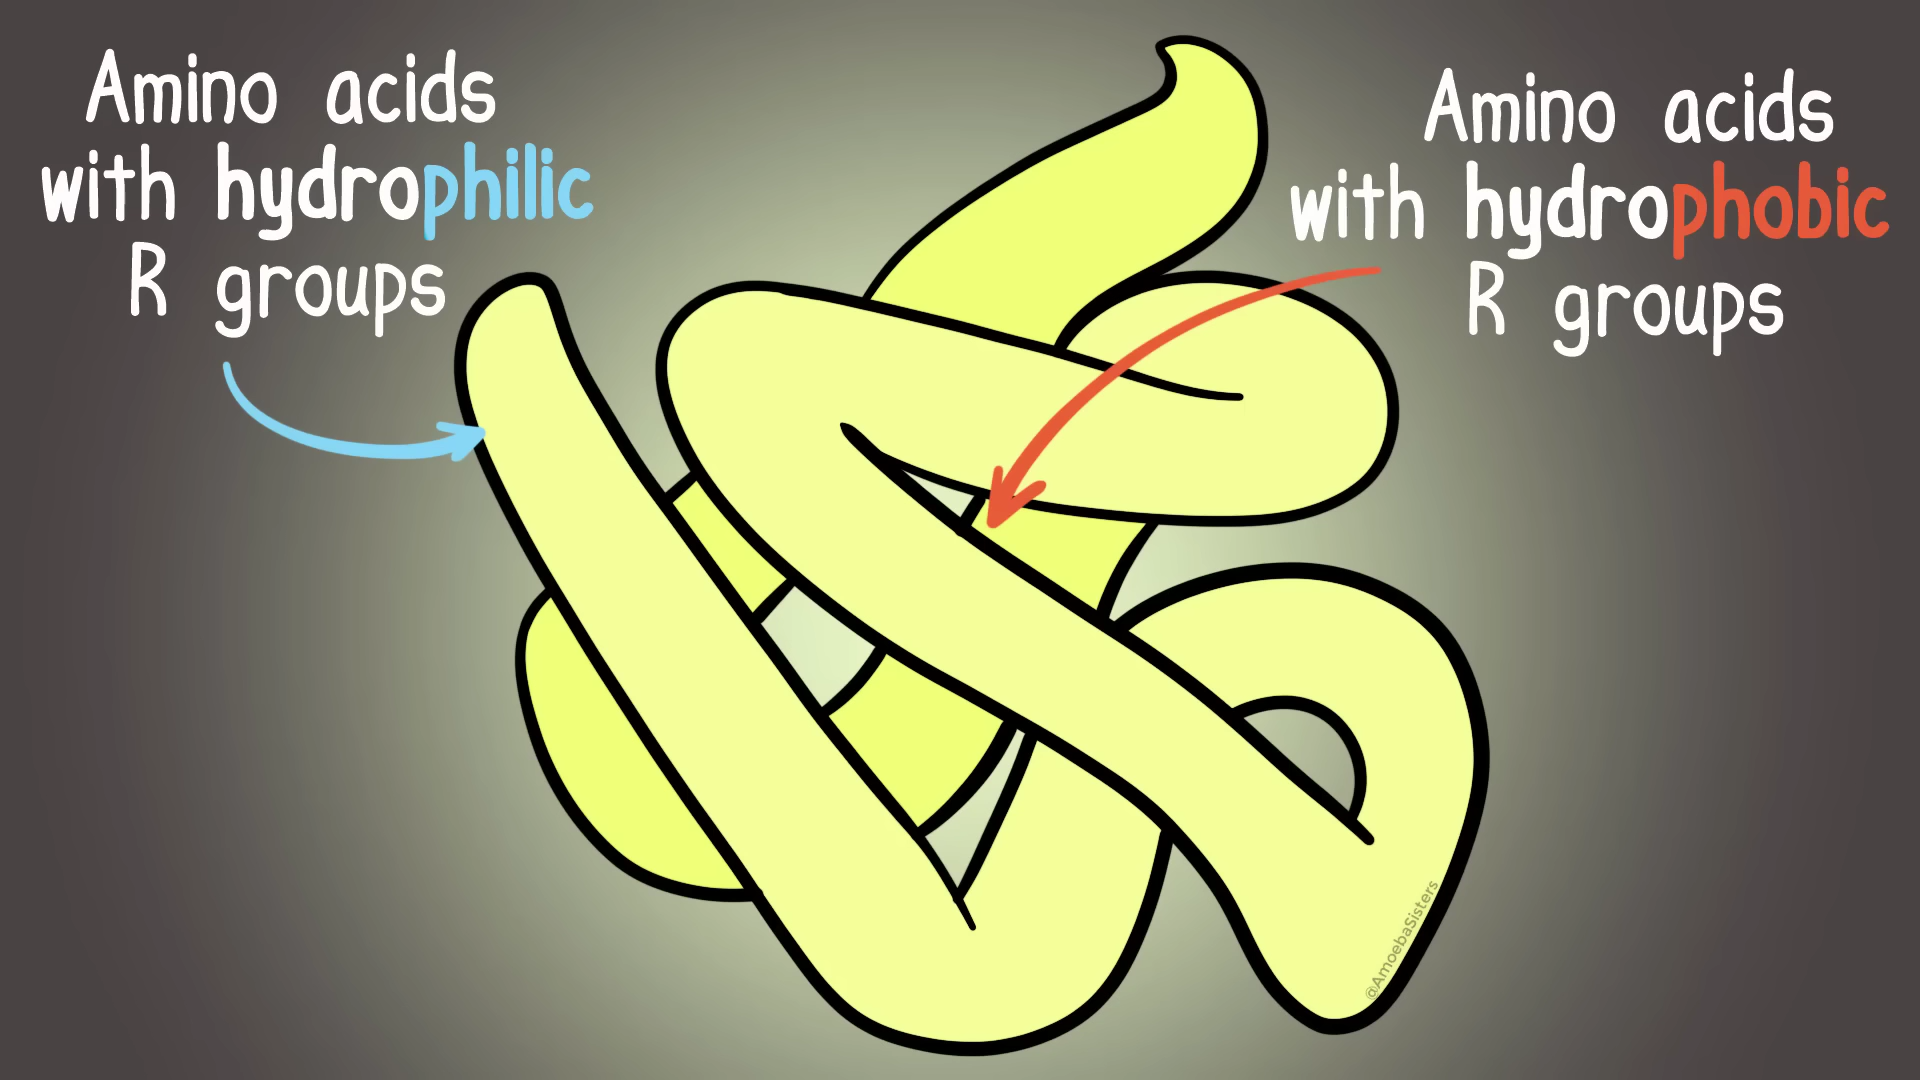 Amino acids
with hydrophilic
R groups
Amino acids
with hydrophobic
R groups
@AmoebaSisters